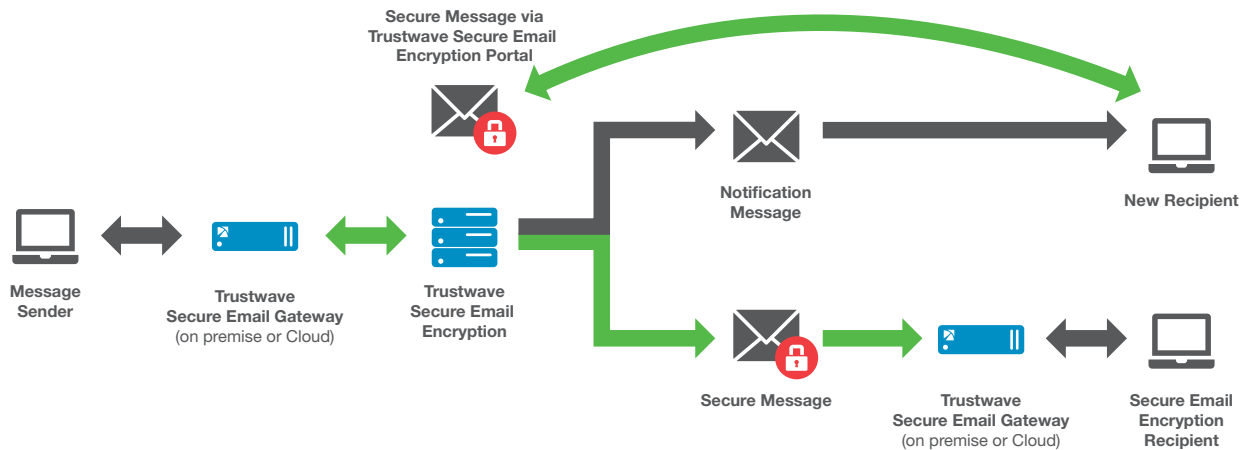 Secure Message via
Trustwave Secure Email
Encryption Portal
Notification
Message
New Recipient
Message
Sender
Trustwave
Secure Email Gateway
(on premise or Cloud)
Trustwave
Secure Email
Encryption
Secure Message
Trustwave
Secure Email Gateway
(on premise or Cloud)
Secure Email
Encryption
Recipient